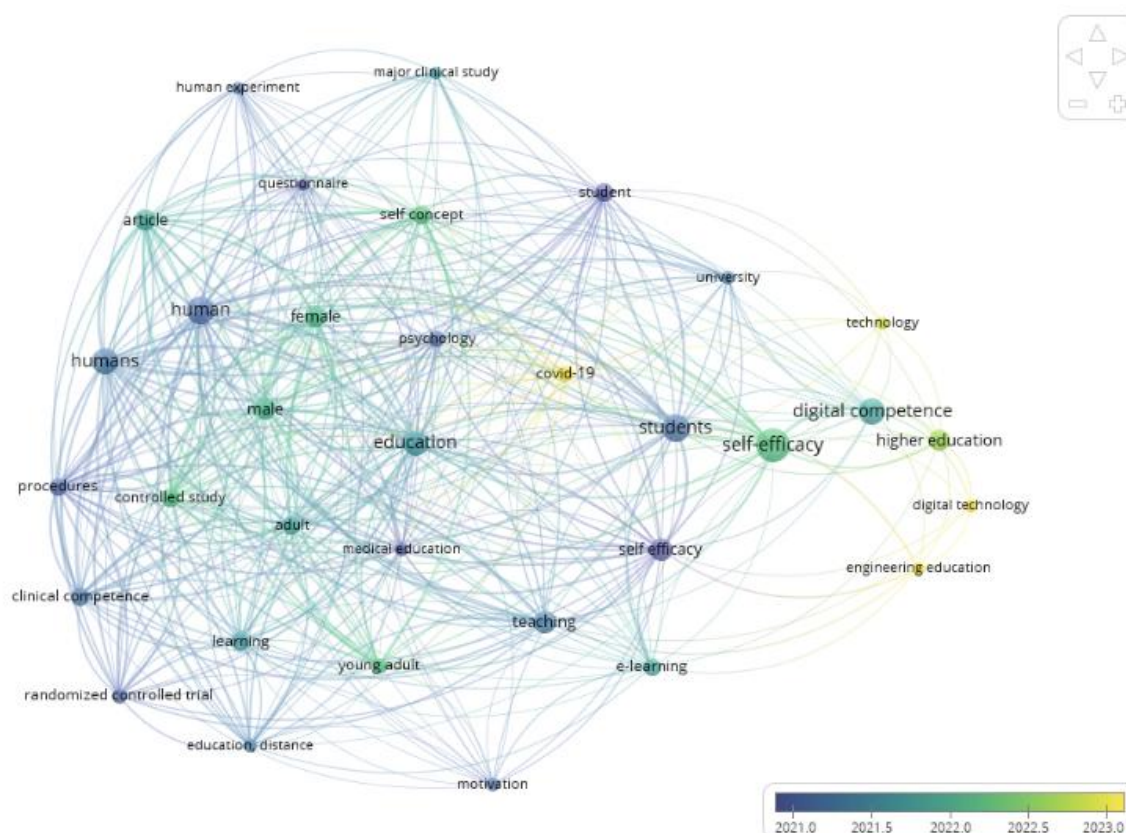 major clinical study
human experiment
questionnaire
student
article
self concept
university
human
female
technology
psychology
humans
covid-19
male
digital competence
students
education
self-efficacy
higher education
procedures
controlled study
digital technology
adult
medical education
self efficacy
engineering education
clinical competence
teaching
learning
young adult
e-learning
randomized controlled trial
education, distance
motivation
2021.0 2021.5 2022.0 2022.5 2023.0